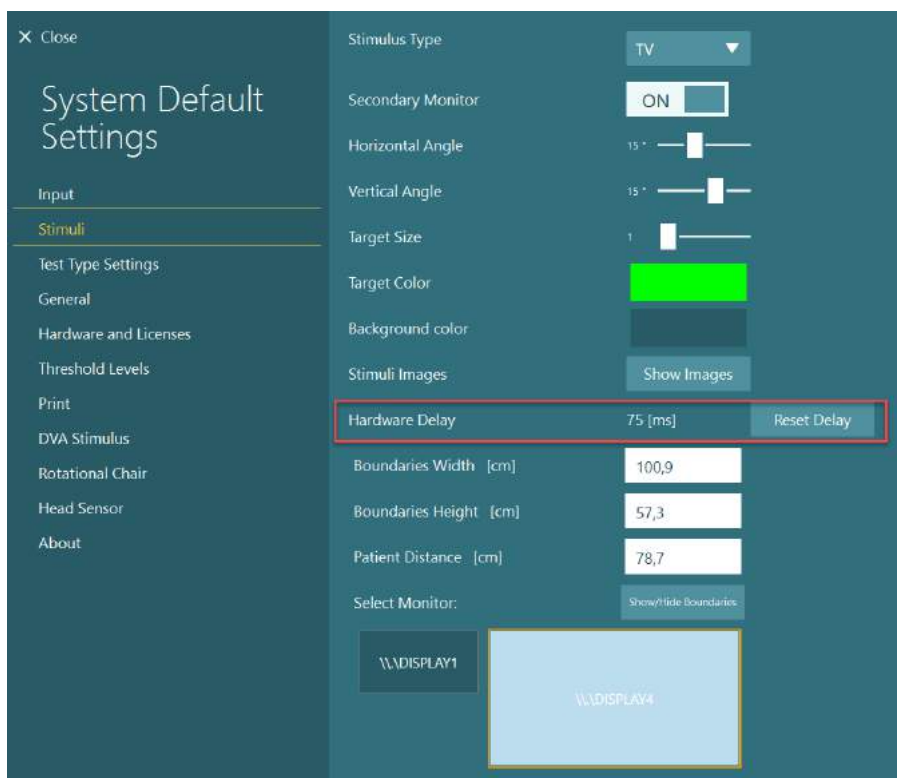 ✕ Close
System Default
Settings
Input
Stimuli
Test Type Settings
General
Hardware and Licenses
Threshold Levels
Print
DVA Stimulus
Rotational Chair
Head Sensor
About
Stimulus Type
TV
Secondary Monitor
ON
Horizontal Angle
15 °
Vertical Angle
15 °
Target Size
1
Target Color
Background color
Stimuli Images
Show Images
Hardware Delay
75 [ms]
Reset Delay
Boundaries Width [cm]
100,9
Boundaries Height [cm]
57,3
Patient Distance [cm]
78,7
Select Monitor:
Show/Hide Boundaries
\\.\DISPLAY1
\\.\DISPLAY4